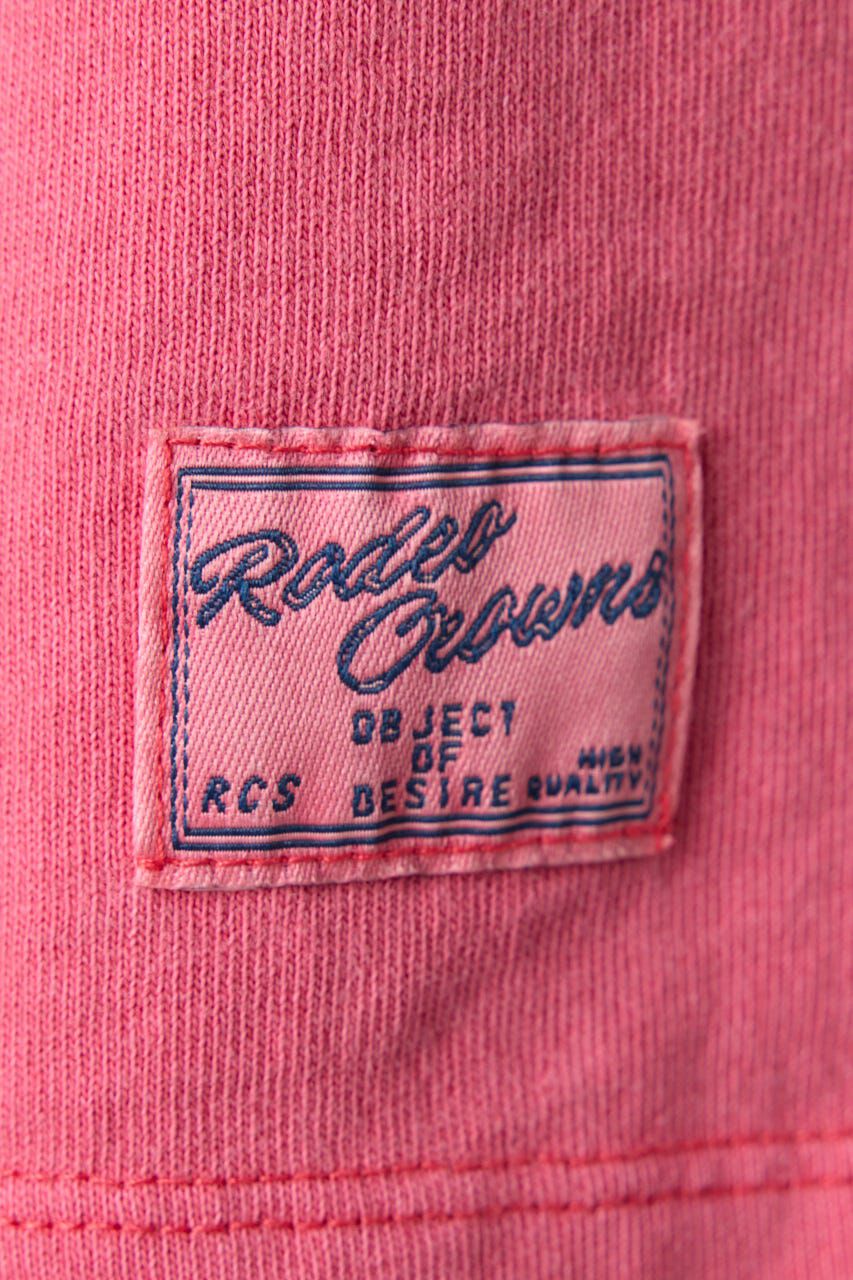 Rodeo
Crowns
OBJECT
OF
DESIRE
RCS
HIGH
QUALITY